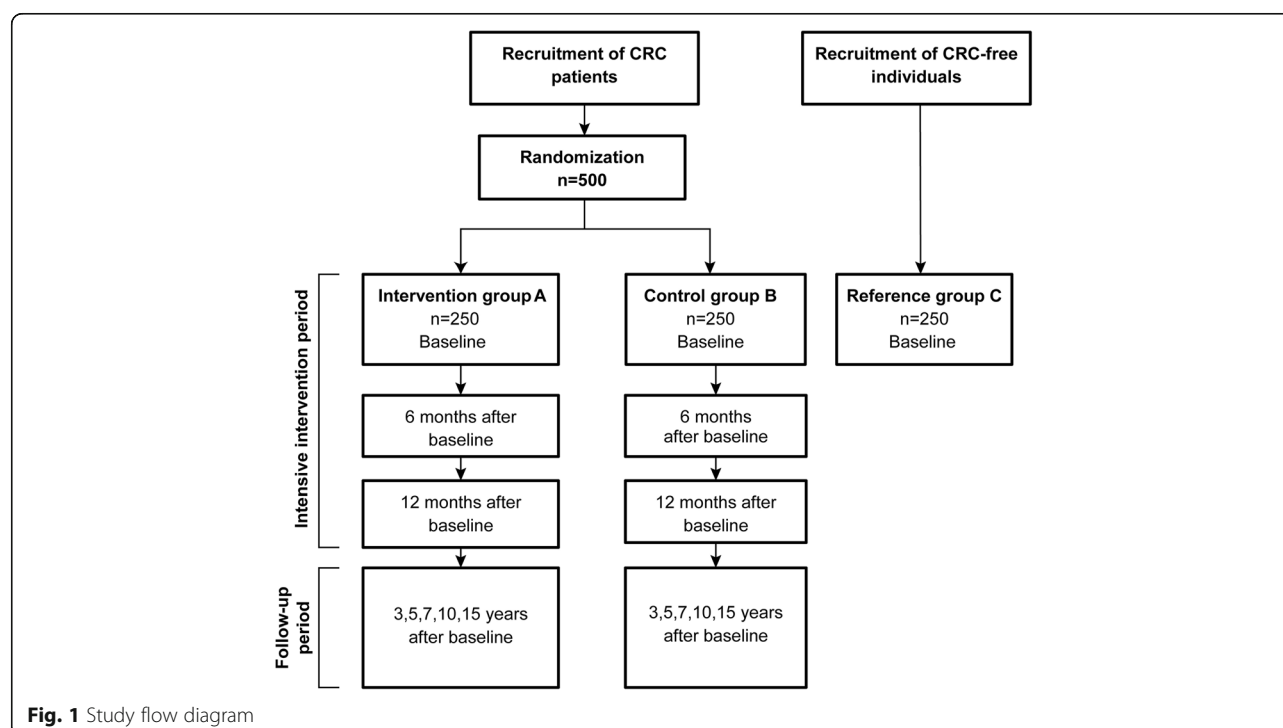 Recruitment of CRC
patients
Recruitment of CRC-free
individuals
Randomization
n=500
Intensive intervention period
Intervention group A
n=250
Baseline
Control group B
n=250
Baseline
Reference group C
n=250
Baseline
6 months after
baseline
6 months
after baseline
12 months after
baseline
12 months after
baseline
Follow-up
period
3,5,7,10,15 years
after baseline
3,5,7,10,15 years
after baseline
Fig. 1 Study flow diagram